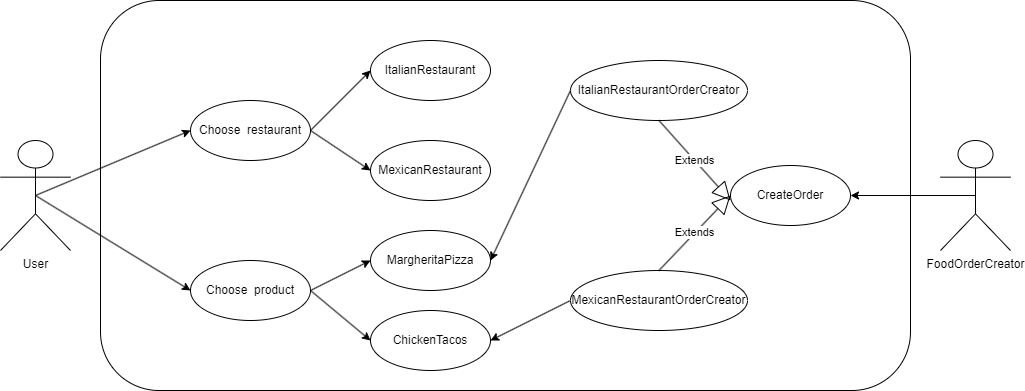 ItalianRestaurant
ItalianRestaurantOrderCreator
Choose restaurant
MexicanRestaurant
Extends
CreateOrder
Extends
User
MargheritaPizza
FoodOrderCreator
Choose product
MexicanRestaurantOrderCreator
ChickenTacos